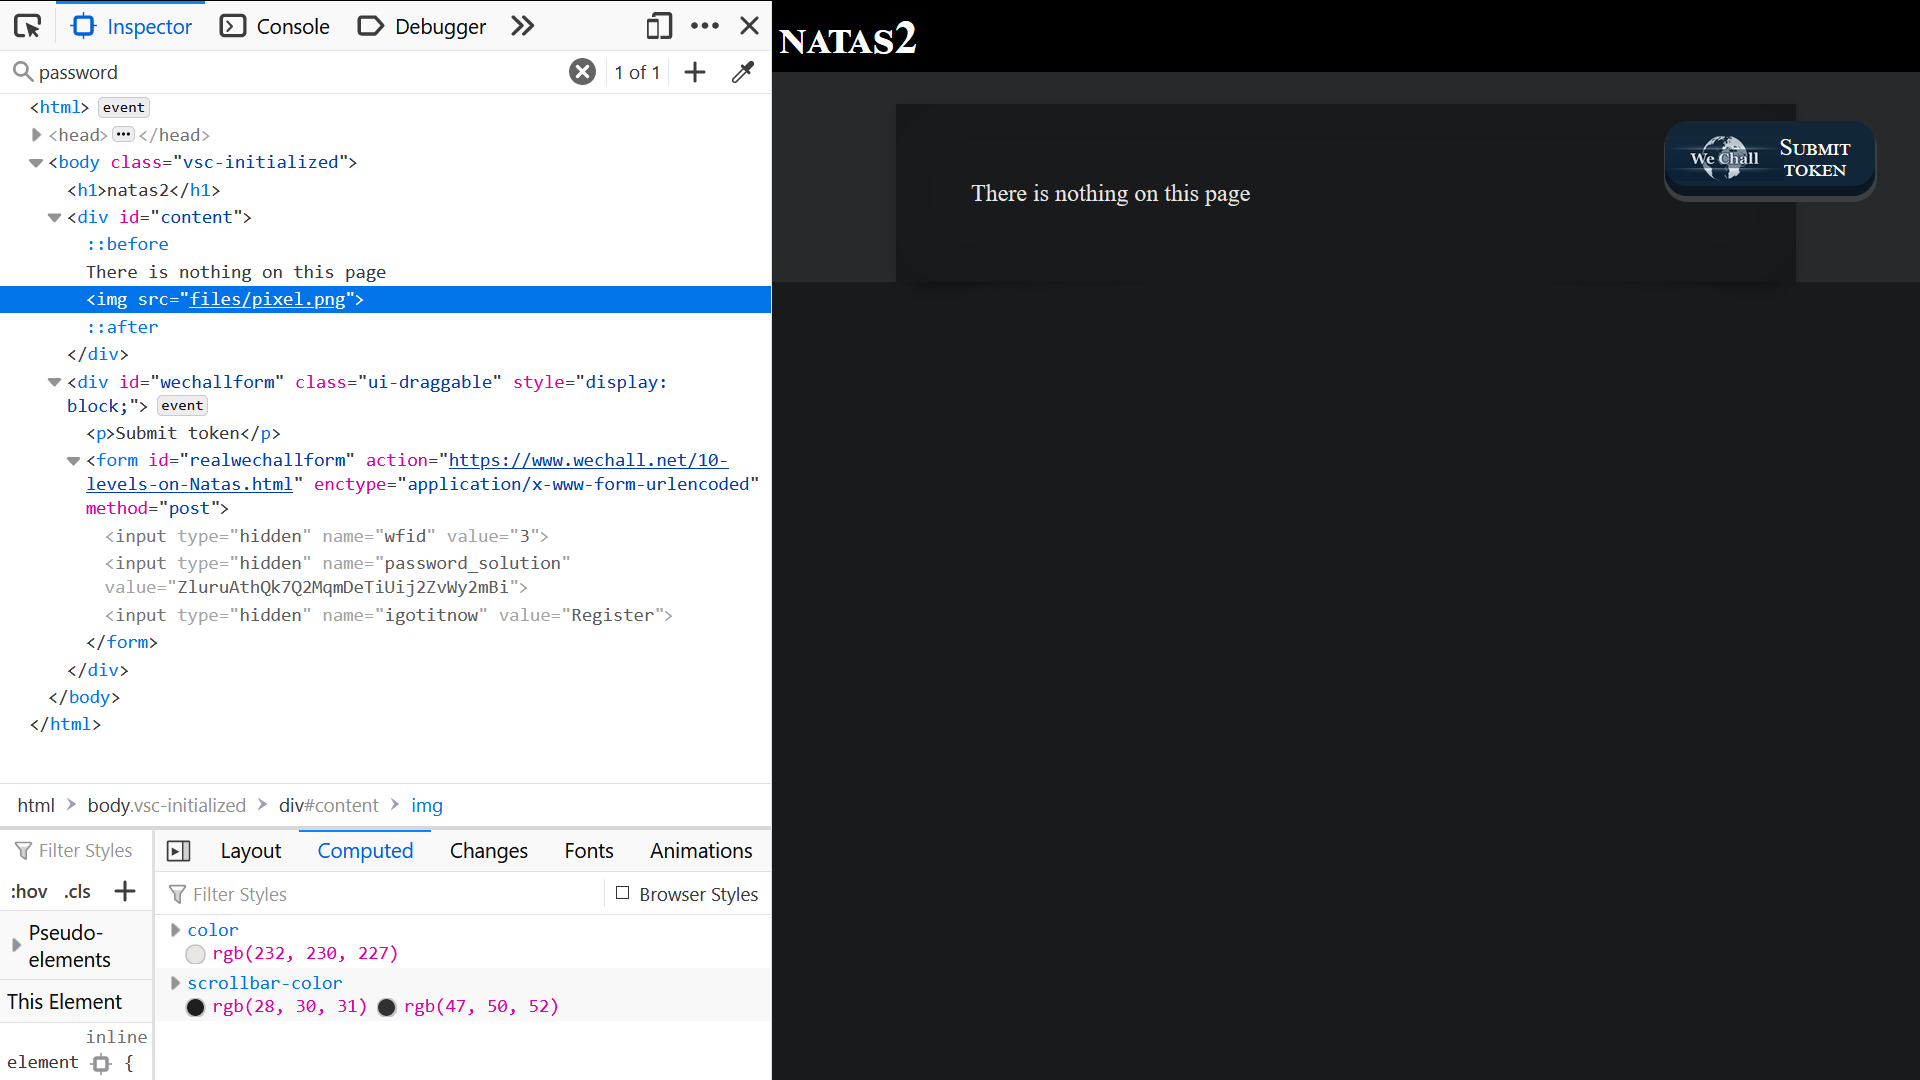 Inspector
Console
Debugger
password
1 of 1
<html> event
<head> ••• </head>
<body class="vsc-initialized">
<h1>natas2</h1>
<div id="content">
::before
There is nothing on this page
<img src="files/pixel.png">
::after
</div>
<div id="wechallform" class="ui-draggable" style="display:
block;"> event
<p>Submit token</p>
<form id="realwechallform" action="https://www.wechall.net/10-
levels-on-Natas.html" enctype="application/x-www-form-urlencoded"
method="post">
<input type="hidden" name="wfid" value="3">
<input type="hidden" name="password_solution"
value="ZluruAthQk7Q2MqmDeTiUij2ZvWy2mBi">
<input type="hidden" name="igotitnow" value="Register">
</form>
</div>
</body>
</html>
html > body.vsc-initialized > div#content > img
Filter Styles
:hov .cls +
Pseudo-
elements
This Element
inline
element {
Layout
Computed
Changes
Fonts
Animations
Filter Styles
Browser Styles
color
rgb(232, 230, 227)
scrollbar-color
rgb(28, 30, 31) rgb(47, 50, 52)
NATAS2
There is nothing on this page
We Chall
SUBMIT
TOKEN